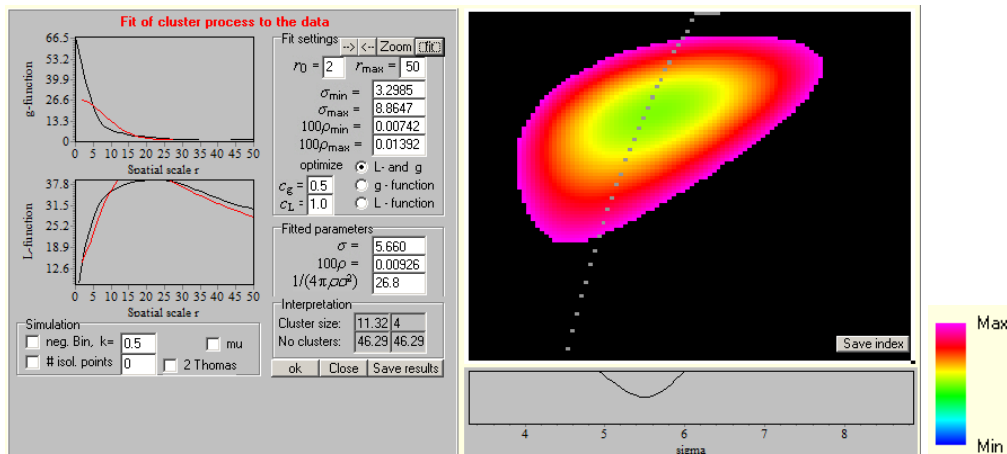 Fit of cluster process to the data
g-function
66.5
53.2
39.9
26.6
13.3
0
0 5 10 15 20 25 30 35 40 45 50
Spatial scale r
L-function
37.8
31.5
25.2
18.9
12.6
0 5 10 15 20 25 30 35 40 45 50
Spatial scale r
Simulation
neg. Bin, k= 0.5 mu
# isol. points 0 2 Thomas
Fit settings
--> <-- Zoom fit
r0 = 2 rmax = 50
σmin = 3.2985
σmax = 8.8647
100ρmin = 0.00742
100ρmax = 0.01392
optimize L- and g
cg = 0.5 g - function
cL = 1.0 L - function
Fitted parameters
σ = 5.660
100ρ = 0.00926
1/(4π,ρσ²) 26.8
Interpretation
Cluster size: 11.32 4
No clusters: 46.29 46.29
ok Close Save results
Save index
4 5 6 7 8
sigma
Max
Min